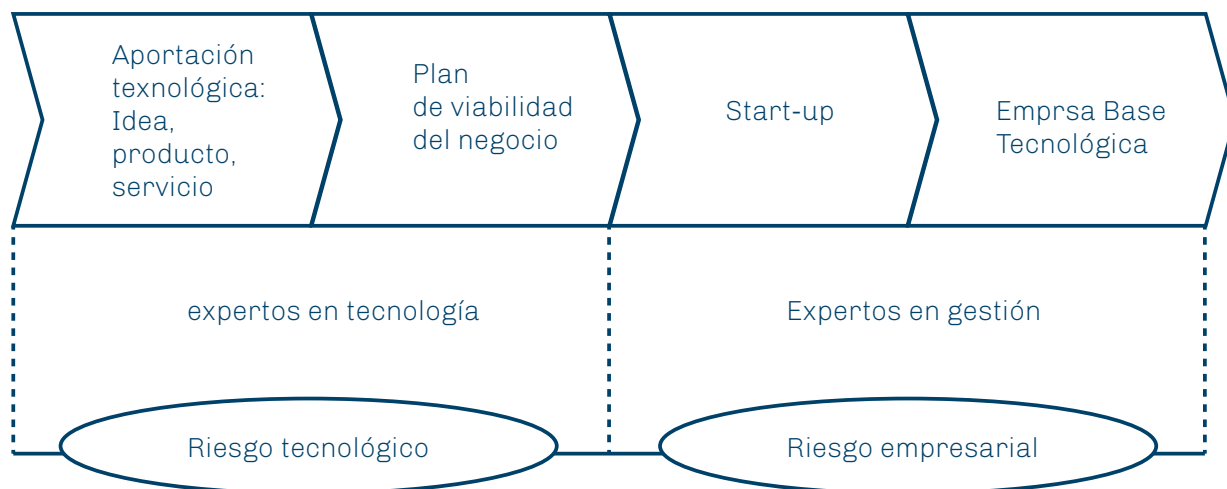 Aportación
texnológica:
Idea,
producto,
servicio
Plan
de viabilidad
del negocio
Start-up
Emprsa Base
Tecnológica
expertos en tecnología
Expertos en gestión
Riesgo tecnológico
Riesgo empresarial